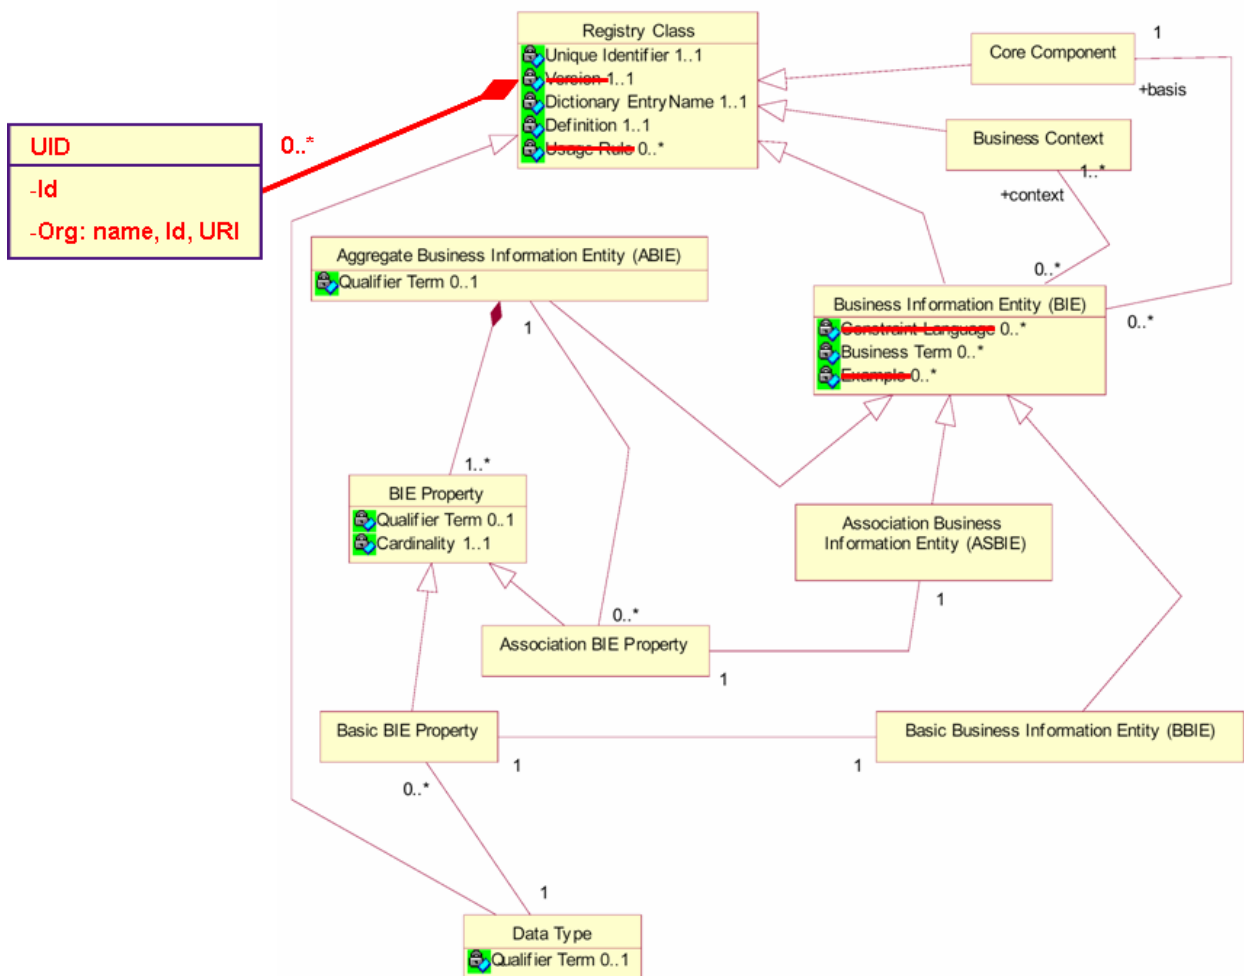 Registry Class
Unique Identifier 1..1
Version 1..1
Dictionary EntryName 1..1
Definition 1..1
Usage Rule 0..*
Core Component
1
+basis
Business Context
1..*
+context
0..*
UID
-Id
-Org: name, Id, URI
0..*
Aggregate Business Information Entity (ABIE)
Qualifier Term 0..1
1
Business Information Entity (BIE)
Constraint Language 0..*
Business Term 0..*
Example 0..*
0..*
1..*
BIE Property
Qualifier Term 0..1
Cardinality 1..1
Association Business
Information Entity (ASBIE)
1
0..*
Association BIE Property
1
Basic BIE Property
1
0..*
Basic Business Information Entity (BBIE)
1
1
Data Type
Qualifier Term 0..1